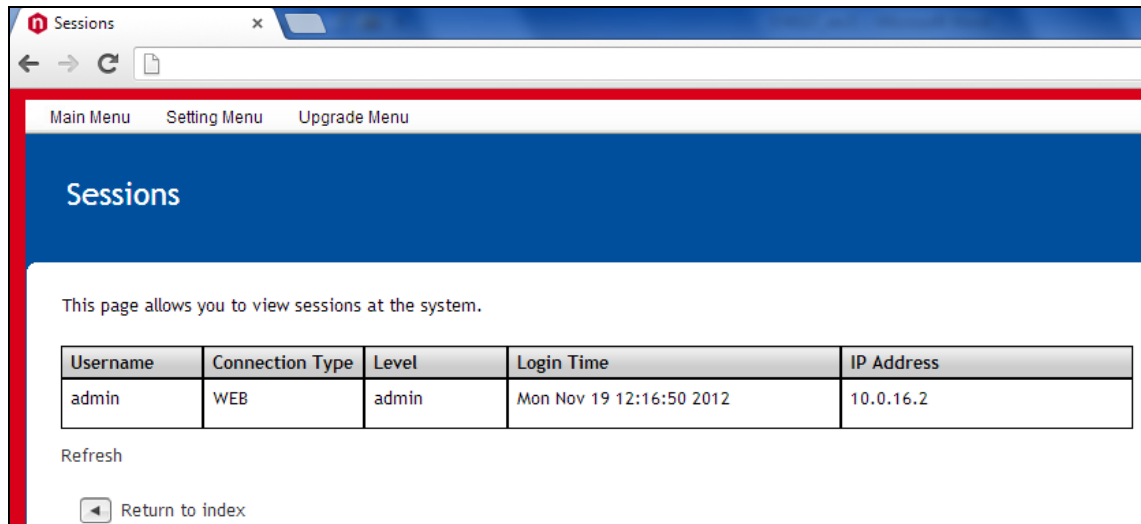 Sessions
Main Menu Setting Menu Upgrade Menu
Sessions
This page allows you to view sessions at the system.
Username Connection Type Level Login Time IP Address
admin WEB admin Mon Nov 19 12:16:50 2012 10.0.16.2
Refresh
Return to index